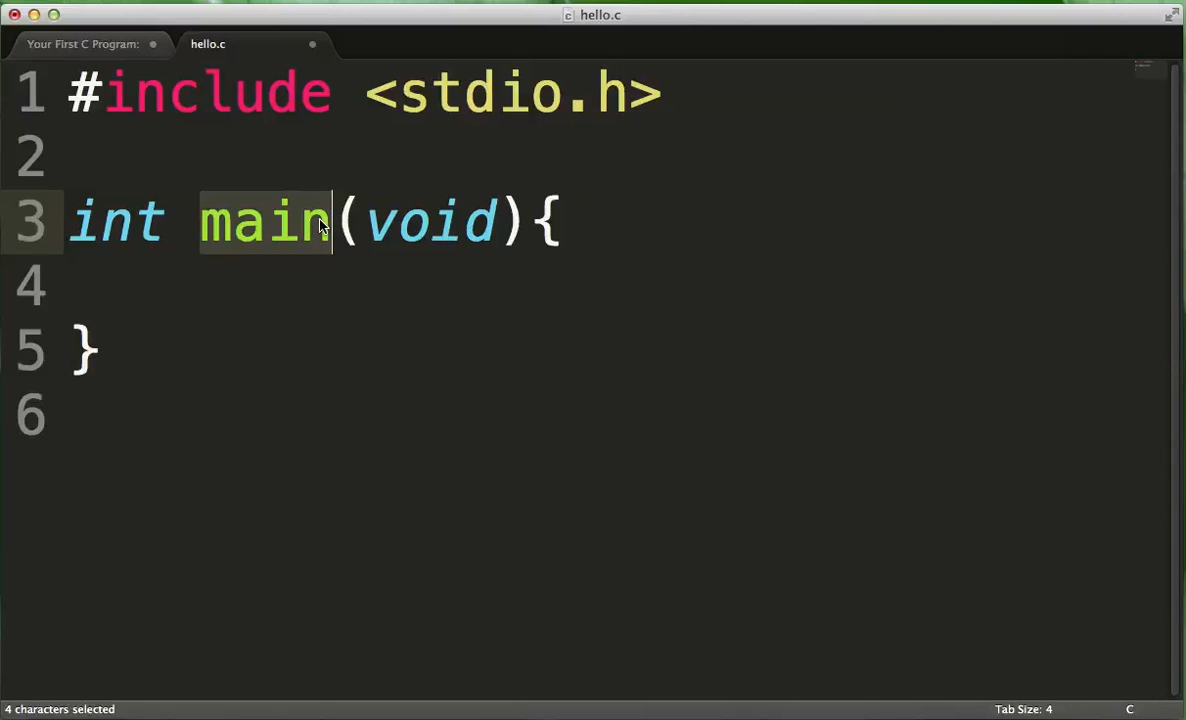 hello.c
Your First C Program:
hello.c
1 #include <stdio.h>
2
3 int main(void){
4
5 }
6
4 characters selected
Tab Size: 4
C